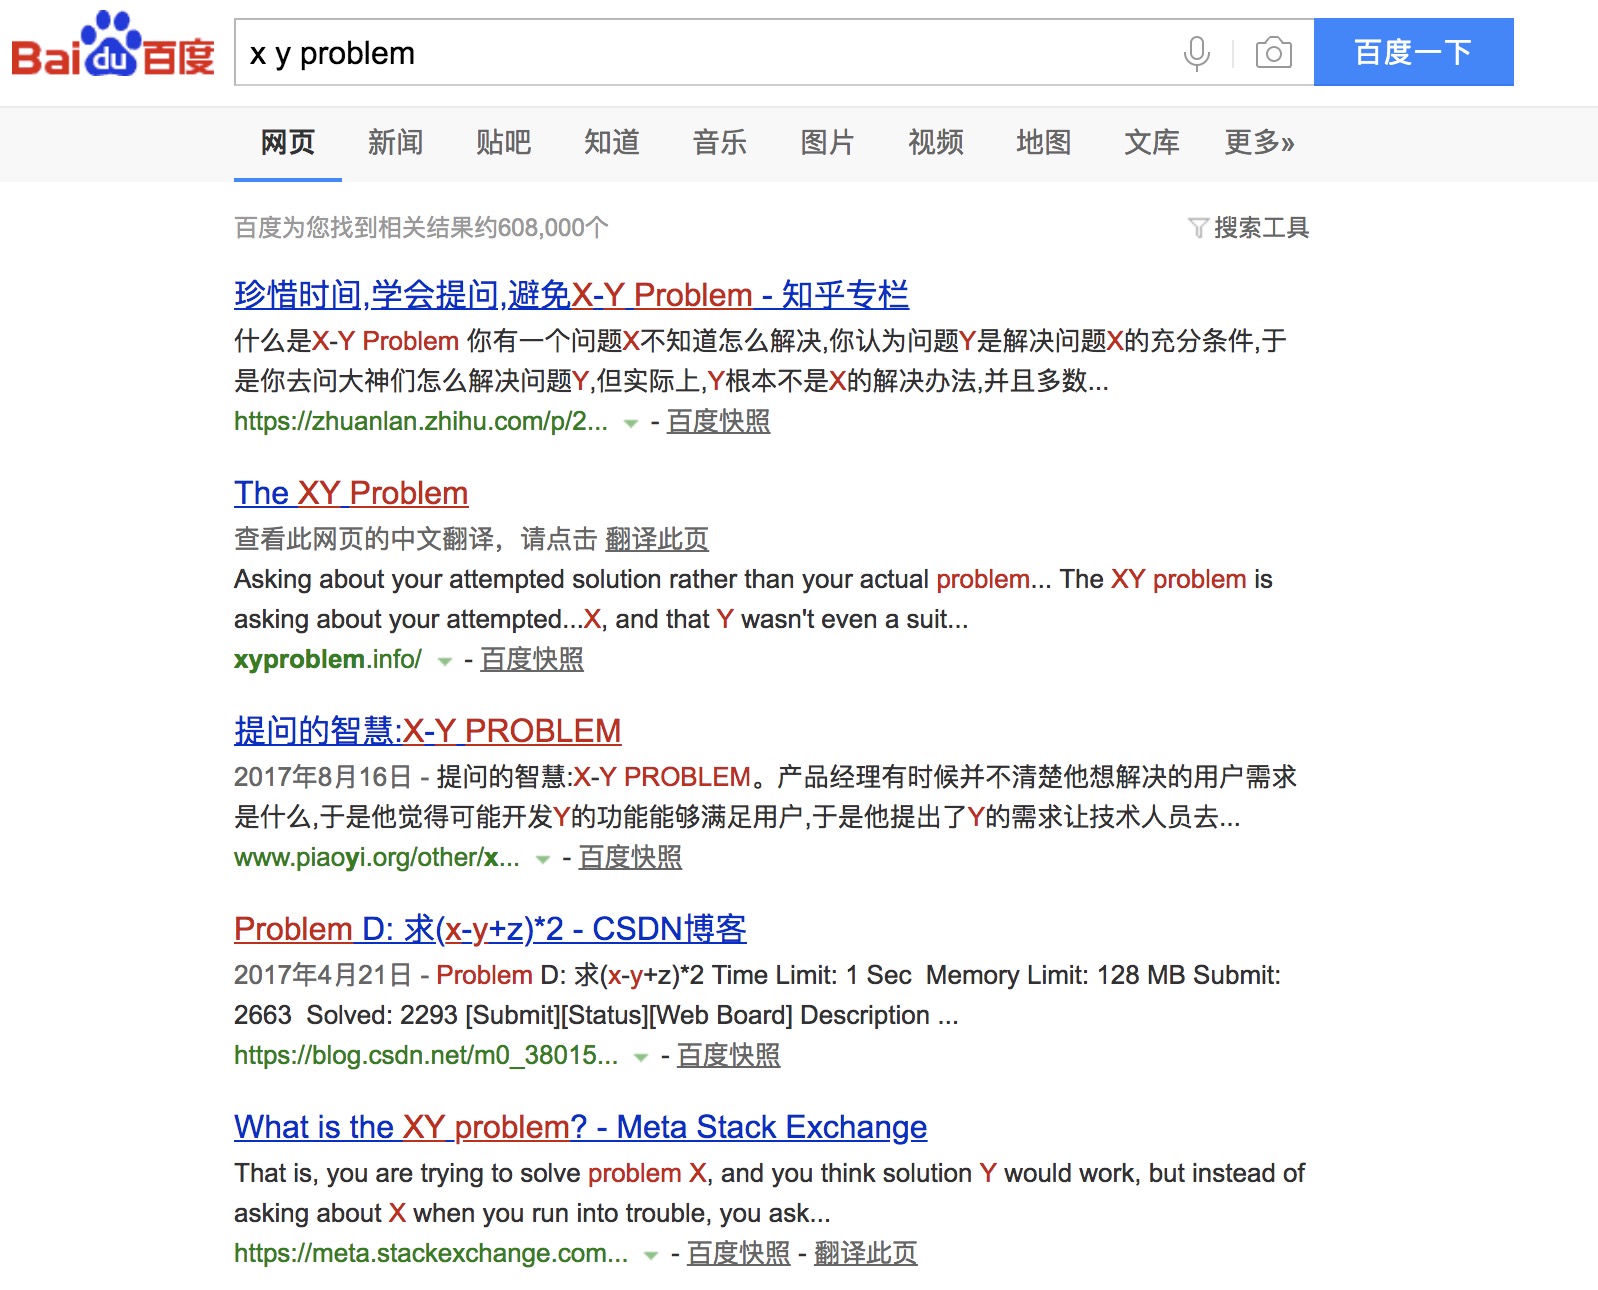 Bai du 百度
x y problem
百度一下
网页 新闻 贴吧 知道 音乐 图片 视频 地图 文库 更多»
百度为您找到相关结果约608,000个
搜索工具
珍惜时间,学会提问,避免X-Y Problem - 知乎专栏
什么是X-Y Problem 你有一个问题X不知道怎么解决,你认为问题Y是解决问题X的充分条件,于
是你去问大神们怎么解决问题Y,但实际上,Y根本不是X的解决办法,并且多数...
https://zhuanlan.zhihu.com/p/2... - 百度快照
The XY Problem
查看此网页的中文翻译，请点击 翻译此页
Asking about your attempted solution rather than your actual problem... The XY problem is
asking about your attempted...X, and that Y wasn't even a suit...
xyproblem.info/ - 百度快照
提问的智慧:X-Y PROBLEM
2017年8月16日 - 提问的智慧:X-Y PROBLEM。产品经理有时候并不清楚他想解决的用户需求
是什么,于是他觉得可能开发Y的功能能够满足用户,于是他提出了Y的需求让技术人员去...
www.piaoyi.org/other/x... - 百度快照
Problem D: 求(x-y+z)*2 - CSDN博客
2017年4月21日 - Problem D: 求(x-y+z)*2 Time Limit: 1 Sec  Memory Limit: 128 MB Submit:
2663  Solved: 2293 [Submit][Status][Web Board] Description ...
https://blog.csdn.net/m0_38015... - 百度快照
What is the XY problem? - Meta Stack Exchange
That is, you are trying to solve problem X, and you think solution Y would work, but instead of
asking about X when you run into trouble, you ask...
https://meta.stackexchange.com... - 百度快照 - 翻译此页